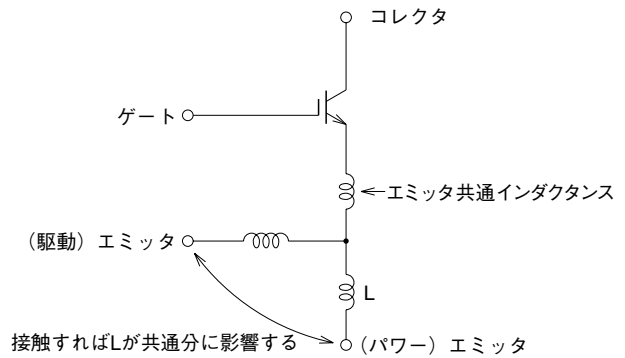 コレクタ
ゲート
エミッタ共通インダクタンス
（駆動）エミッタ
L
接触すればLが共通分に影響する
（パワー）エミッタ